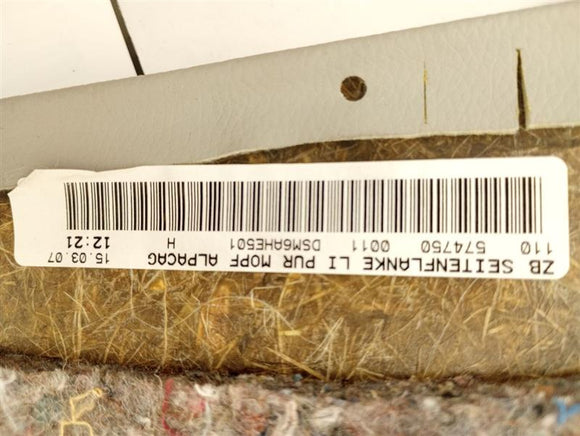 ZB SEITENFLANKE LI PUR MOPF ALPACAG 15.03.07
110 574750 0011 DSM6AHE501 H 12:21